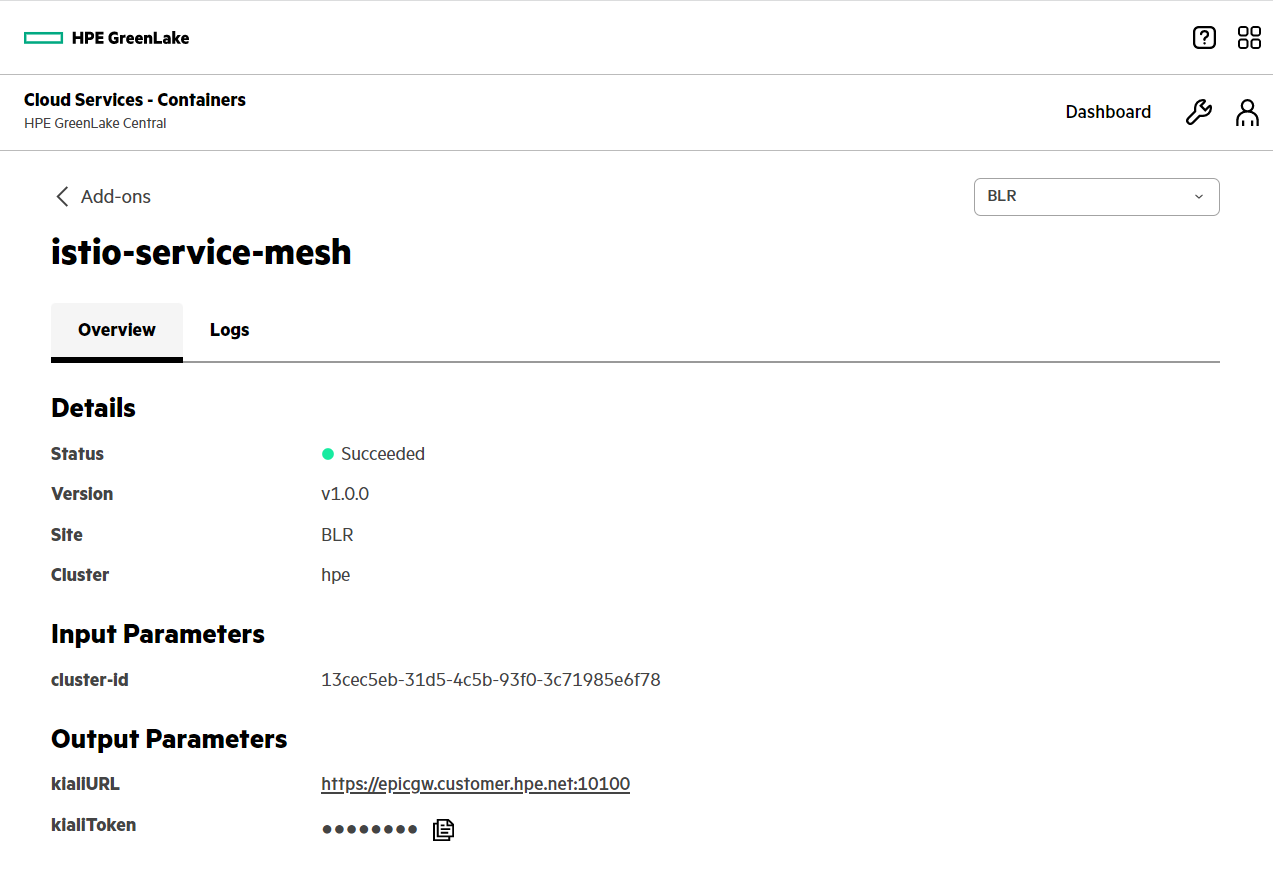 HPE GreenLake
Cloud Services - Containers
HPE GreenLake Central
Dashboard
Add-ons
BLR
istio-service-mesh
Overview
Logs
Details
Status
Succeeded
Version
v1.0.0
Site
BLR
Cluster
hpe
Input Parameters
cluster-id
13cec5eb-31d5-4c5b-93f0-3c71985e6f78
Output Parameters
kialiURL
https://epicgw.customer.hpe.net:10100
kialiToken
●●●●●●●●